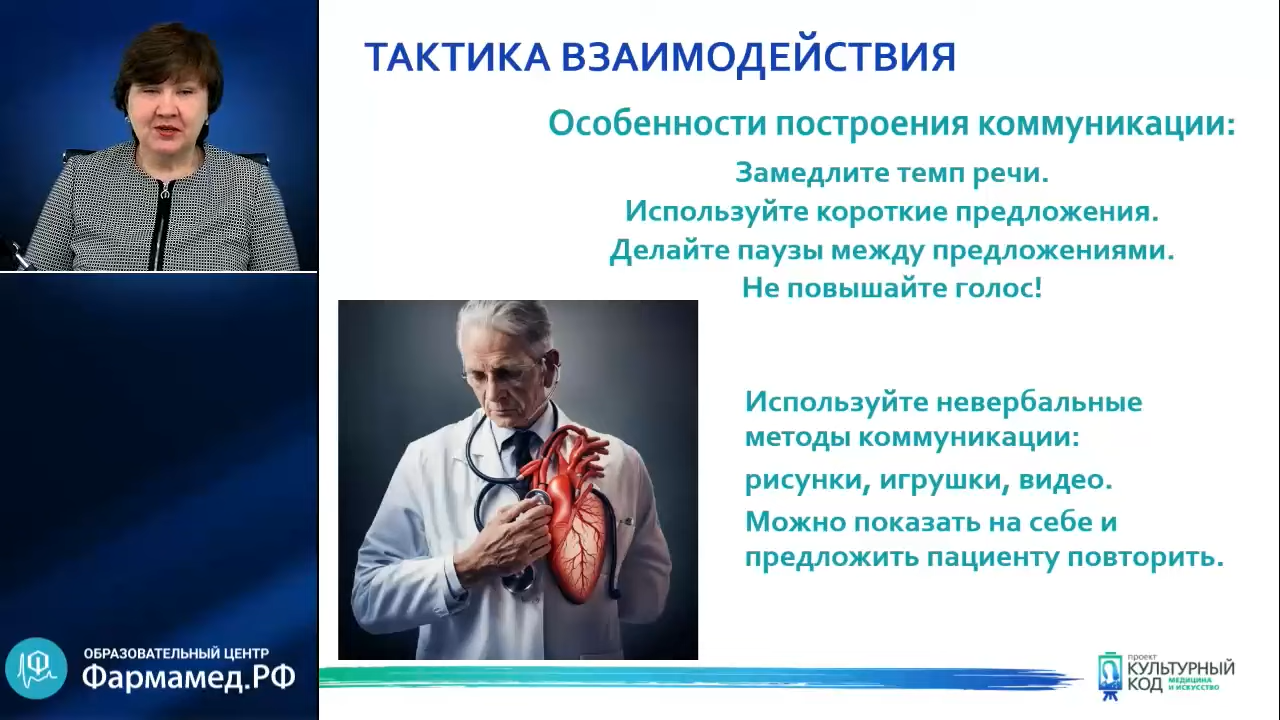 ТАКТИКА ВЗАИМОДЕЙСТВИЯ
Особенности построения коммуникации:
Замедлите темп речи.
Используйте короткие предложения.
Делайте паузы между предложениями.
Не повышайте голос!
Используйте невербальные
методы коммуникации:
рисунки, игрушки, видео.
Можно показать на себе и
предложить пациенту повторить.
ОБРАЗОВАТЕЛЬНЫЙ ЦЕНТР
Фармамед.РФ
проект
КУЛЬТУРНЫЙ
КОД МЕДИЦИНА
И ИСКУССТВО